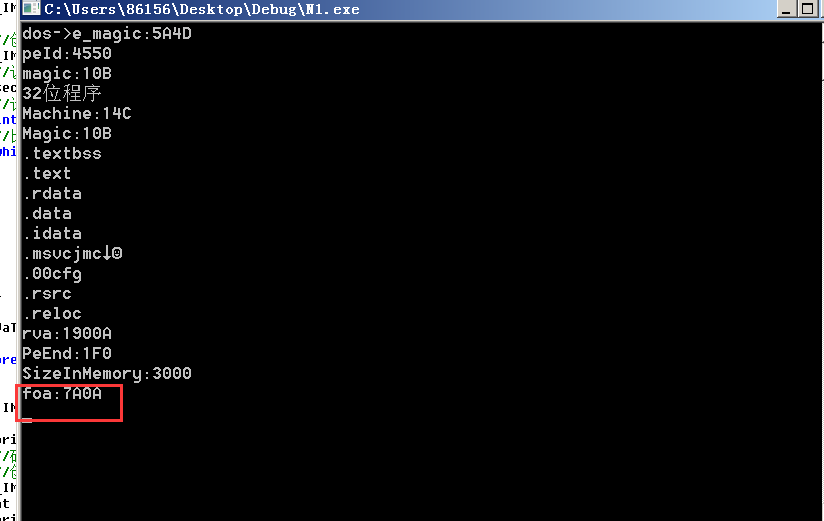 C:\Users\86156\Desktop\Debug\N1.exe
dos->e_magic:5A4D
peId:4550
magic:10B
32位程序
Machine:14C
Magic:10B
.textbss
.text
.rdata
.data
.idata
.msvcjmc↓☺
.00cfg
.rsrc
.reloc
rva:1900A
PeEnd:1F0
SizeInMemory:3000
foa:7A0A